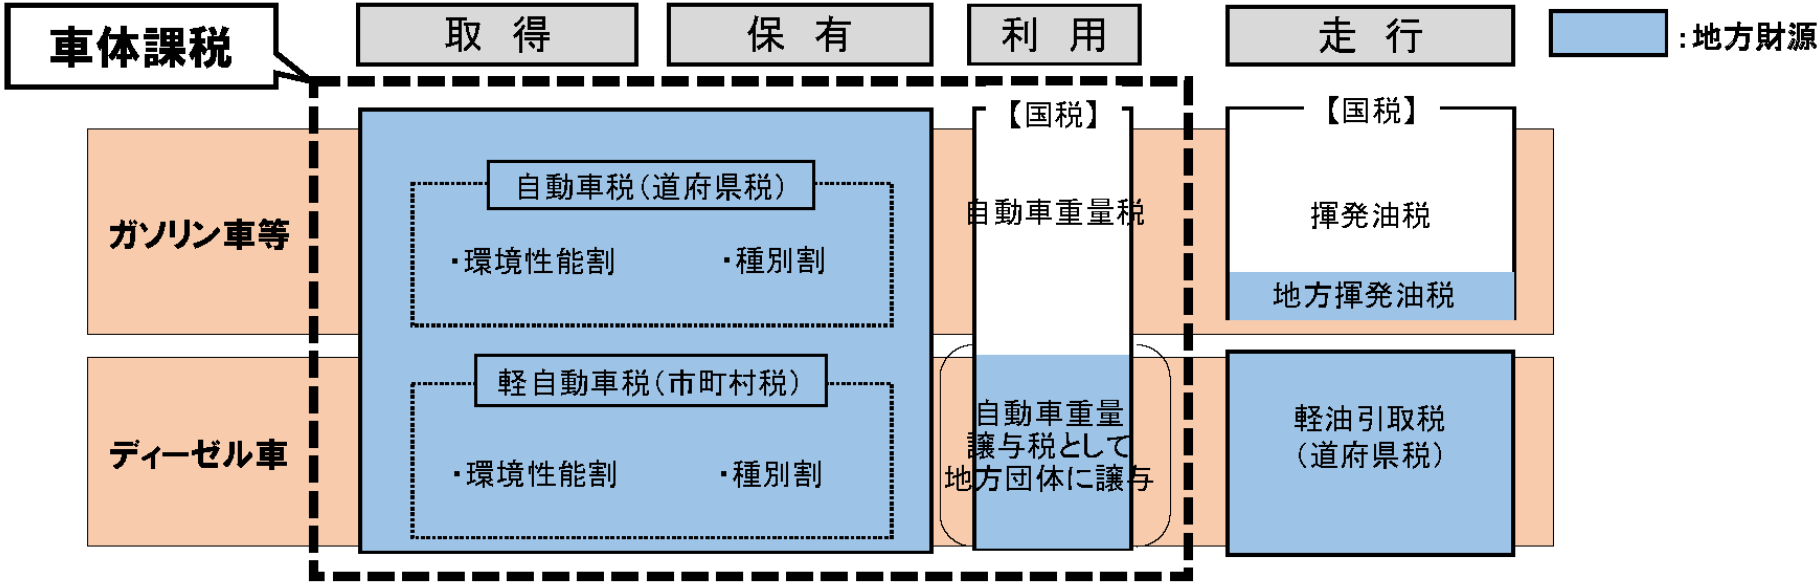 車体課税
取得
保有
利用
走行
:地方財源
ガソリン車等
自動車税(道府県税)
・環境性能割
・種別割
【国税】
自動車重量税
【国税】
揮発油税
地方揮発油税
ディーゼル車
軽自動車税(市町村税)
・環境性能割
・種別割
自動車重量
譲与税として
地方団体に譲与
軽油引取税
(道府県税)